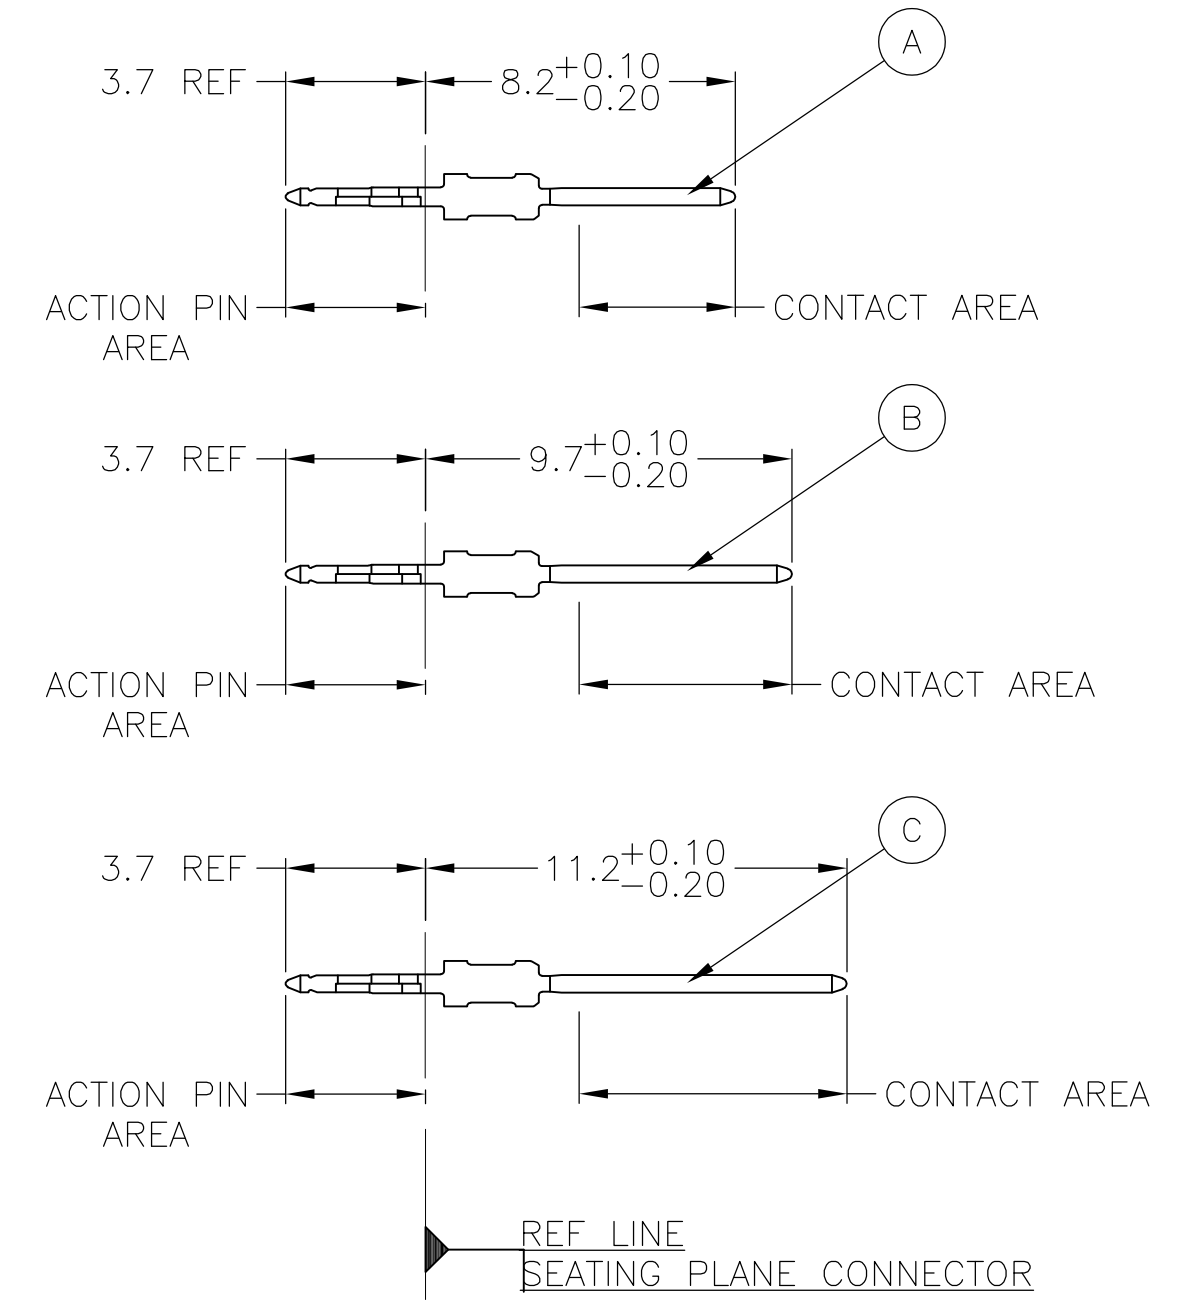 A
3.7 REF
8.2 +0.10
-0.20
ACTION PIN
AREA
CONTACT AREA
B
3.7 REF
9.7 +0.10
-0.20
ACTION PIN
AREA
CONTACT AREA
C
3.7 REF
11.2 +0.10
-0.20
ACTION PIN
AREA
CONTACT AREA
REF LINE
SEATING PLANE CONNECTOR